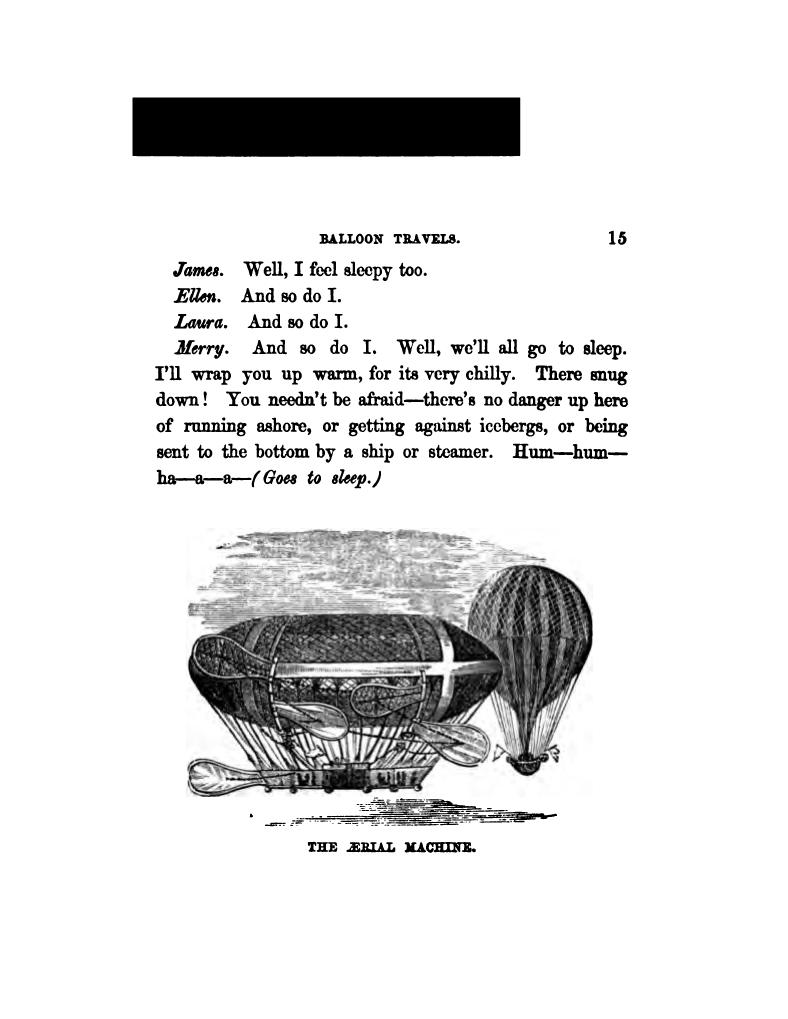 BALLOON TRAVELS. 15
James. Well, I feel sleepy too.
Ellen. And so do I.
Laura. And so do I.
Merry. And so do I. Well, we'll all go to sleep.
I'll wrap you up warm, for its very chilly. There snug
down! You needn't be afraid—there's no danger up here
of running ashore, or getting against icebergs, or being
sent to the bottom by a ship or steamer. Hum—hum—
ha—a—a—(Goes to sleep.)
THE ÆRIAL MACHINE.